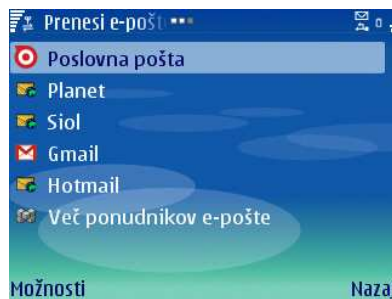 Prenesi e-pošt
Poslovna pošta
Planet
Siol
Gmail
Hotmail
Več ponudnikov e-pošte
Možnosti
Naza